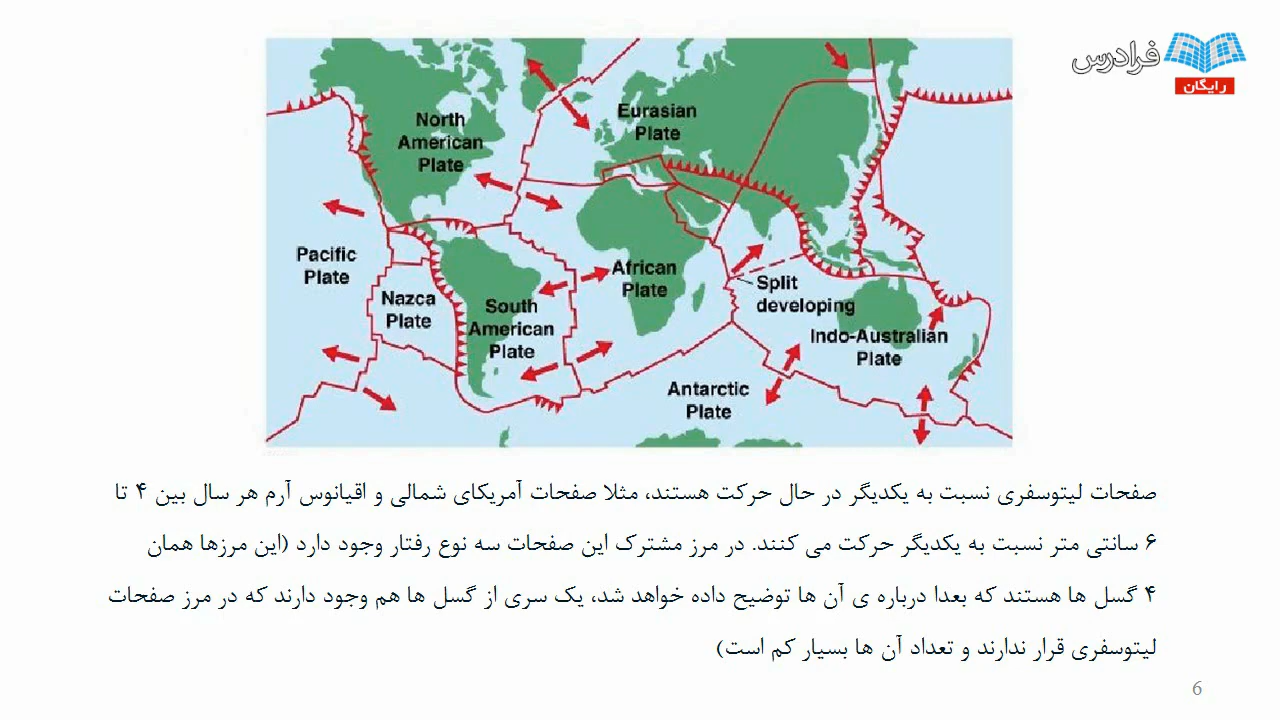 فرادرس
رایگان
North
American
Plate
Eurasian
Plate
Pacific
Plate
Nazca
Plate
South
American
Plate
African
Plate
Split
developing
Indo-Australian
Plate
Antarctic
Plate
صفحات لیتوسفری نسبت به یکدیگر در حال حرکت هستند، مثلا صفحات آمریکای شمالی و اقیانوس آرم هر سال بین ۴ تا
۶ سانتی متر نسبت به یکدیگر حرکت می کنند. در مرز مشترک این صفحات سه نوع رفتار وجود دارد (این مرزها همان
۴ گسل ها هستند که بعدا درباره ی آن ها توضیح داده خواهد شد، یک سری از گسل ها هم وجود دارند که در مرز صفحات
لیتوسفری قرار ندارند و تعداد آن ها بسیار کم است)
6